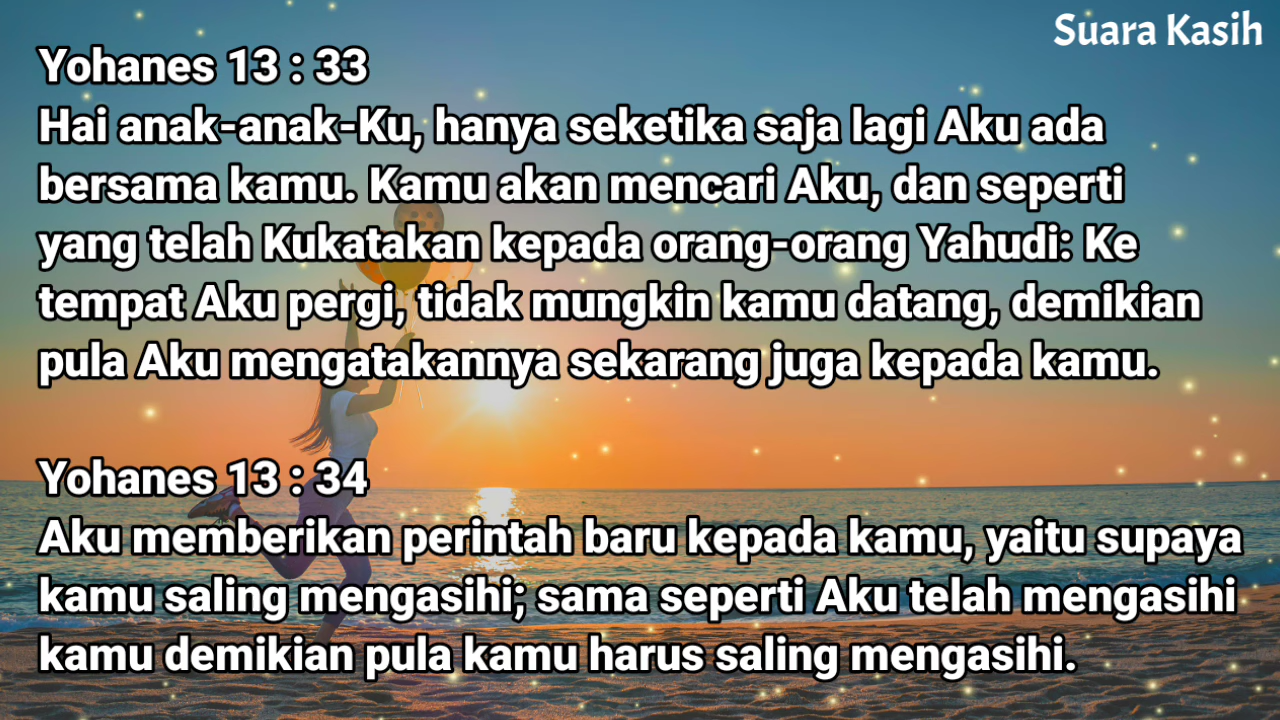 Suara Kasih
Yohanes 13 : 33
Hai anak-anak-Ku, hanya seketika saja lagi Aku ada
bersama kamu. Kamu akan mencari Aku, dan seperti
yang telah Kukatakan kepada orang-orang Yahudi: Ke
tempat Aku pergi, tidak mungkin kamu datang, demikian
pula Aku mengatakannya sekarang juga kepada kamu.
Yohanes 13 : 34
Aku memberikan perintah baru kepada kamu, yaitu supaya
kamu saling mengasihi; sama seperti Aku telah mengasihi
kamu demikian pula kamu harus saling mengasihi.